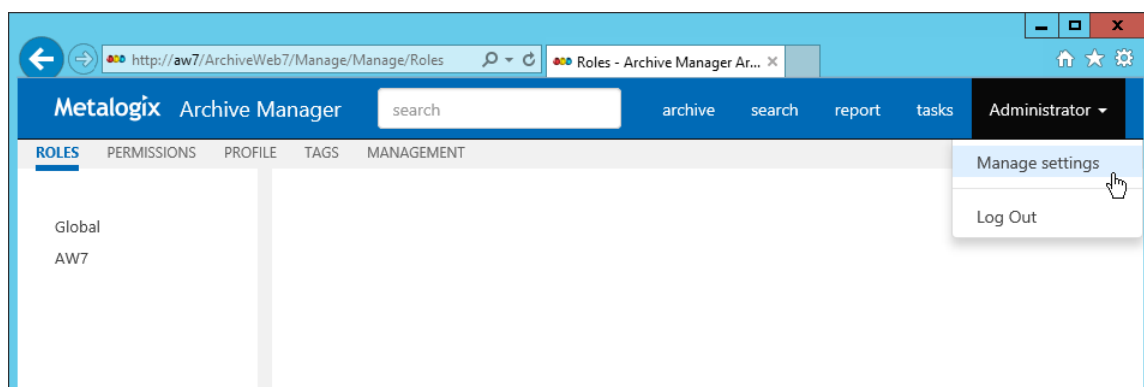 http://aw7/ArchiveWeb7/Manage/Manage/Roles
Roles - Archive Manager Ar...
Metalogix Archive Manager search archive search report tasks Administrator
ROLES PERMISSIONS PROFILE TAGS MANAGEMENT
Manage settings
Log Out
Global
AW7